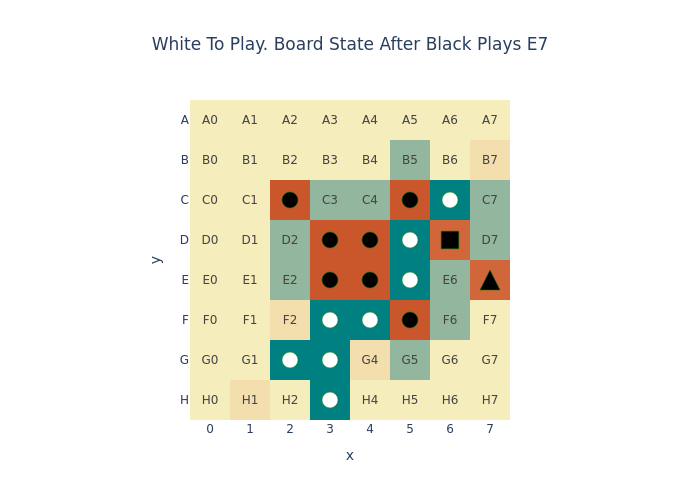 White To Play. Board State After Black Plays E7
A A0 A1 A2 A3 A4 A5 A6 A7
B B0 B1 B2 B3 B4 B5 B6 B7
C C0 C1 C3 C4 C7
D D0 D1 D2 D7
E E0 E1 E2 E6
F F0 F1 F2 F6 F7
G G0 G1 G4 G5 G6 G7
H H0 H1 H2 H4 H5 H6 H7
0 1 2 3 4 5 6 7
x
y